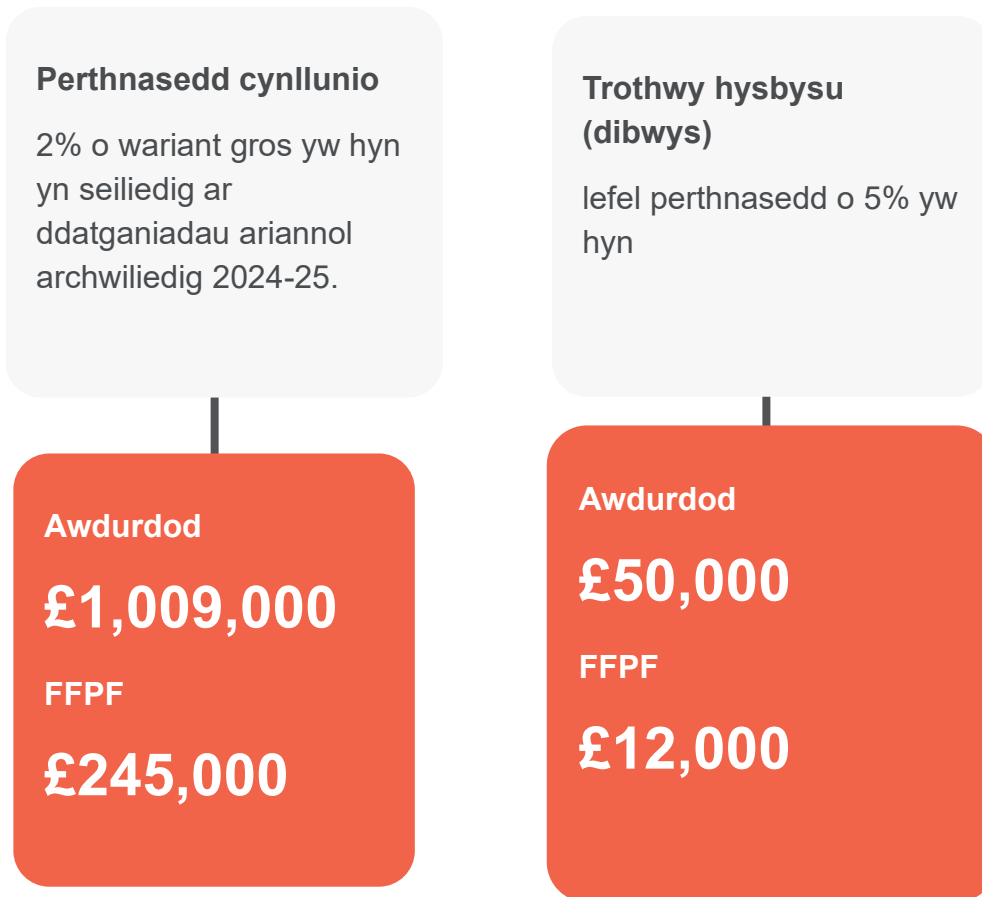 Perthnasedd cynllunio
2% o wariant gros yw hyn
yn seiliedig ar
ddatganiadau ariannol
archwiliedig 2024-25.
Awdurdod
£1,009,000
FFPF
£245,000
Trothwy hysbysu
(dibwys)
lefel perthnasedd o 5% yw
hyn
Awdurdod
£50,000
FFPF
£12,000